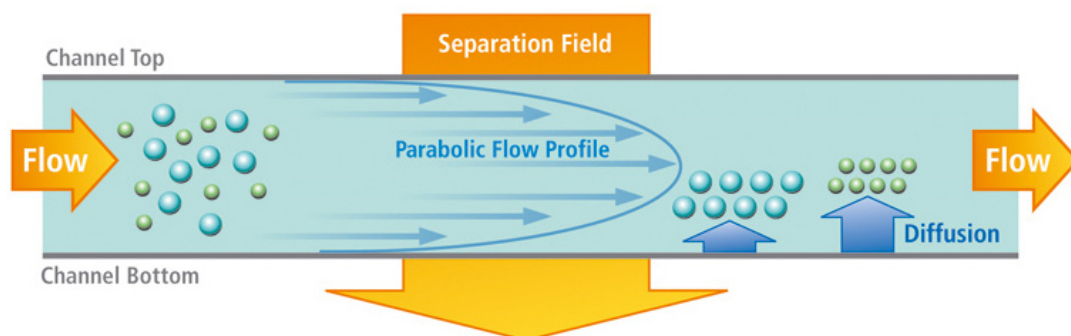 Separation Field
Channel Top
Flow
Parabolic Flow Profile
Flow
Diffusion
Channel Bottom